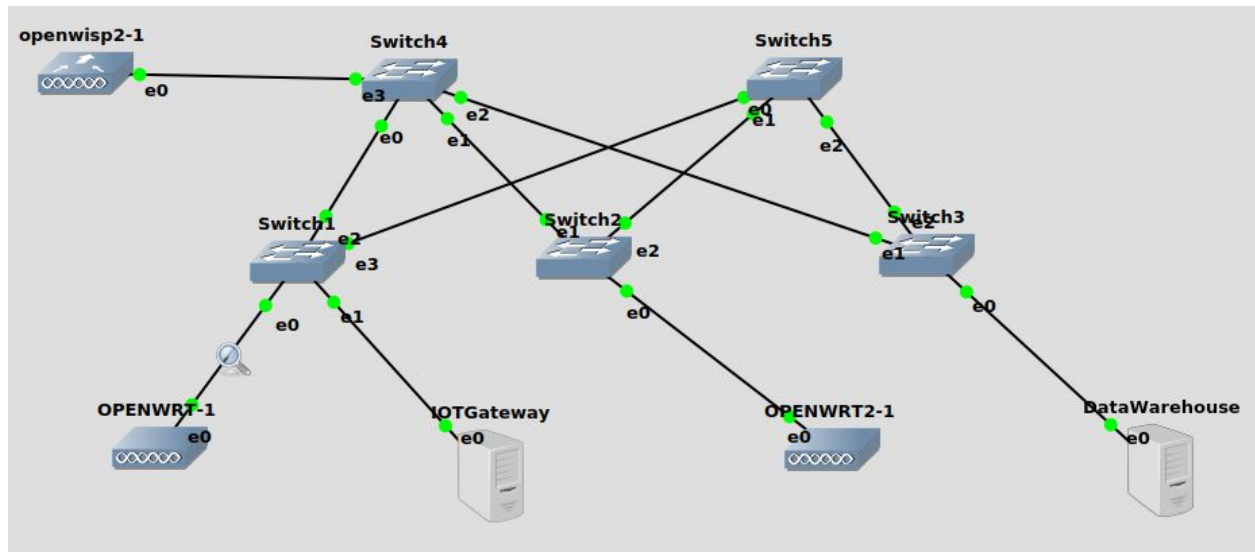 openwisp2-1
Switch4
Switch5
e0
e3
e2
e0
e1
e0
e1
e2
Switch1
Switch2
Switch3
e2
e3
e1
e2
e2
e1
e0
e1
e0
e0
OPENWRT-1
IOTGateway
OPENWRT2-1
DataWarehouse
e0
e0
e0
e0